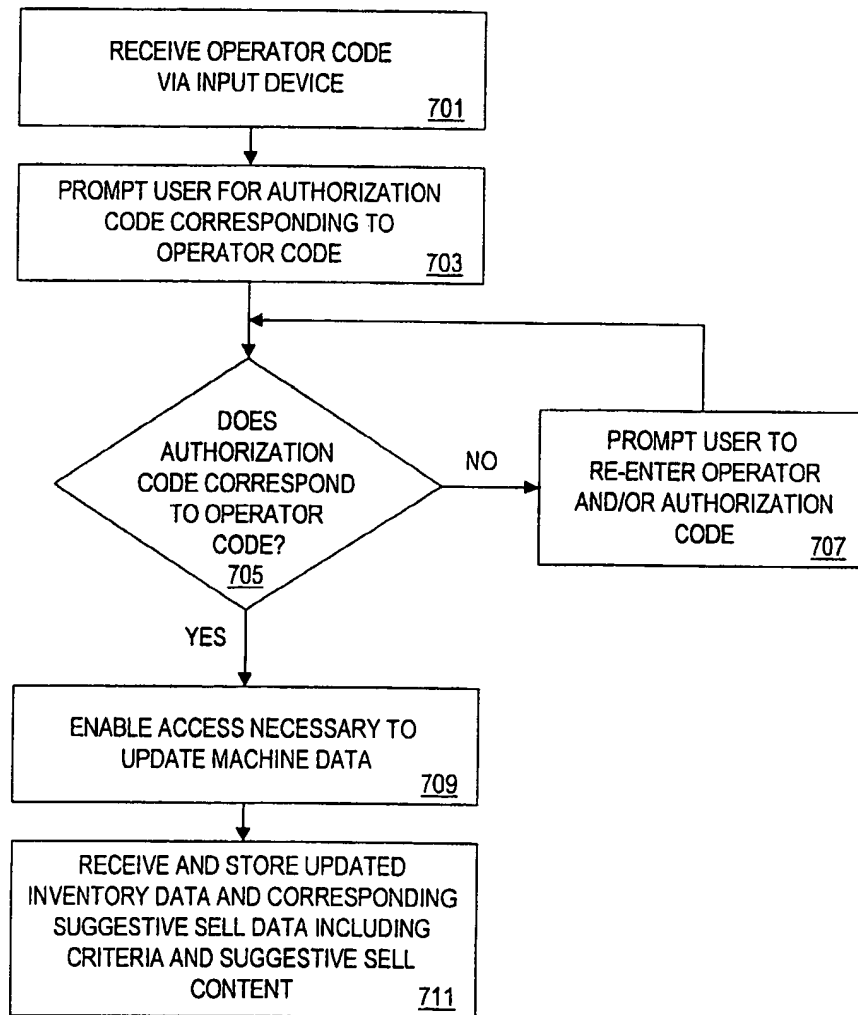 RECEIVE OPERATOR CODE
VIA INPUT DEVICE
701
PROMPT USER FOR AUTHORIZATION
CODE CORRESPONDING TO
OPERATOR CODE
703
DOES
AUTHORIZATION
CODE CORRESPOND
TO OPERATOR
CODE?
705
NO
PROMPT USER TO
RE-ENTER OPERATOR
AND/OR AUTHORIZATION
CODE
707
YES
ENABLE ACCESS NECESSARY TO
UPDATE MACHINE DATA
709
RECEIVE AND STORE UPDATED
INVENTORY DATA AND CORRESPONDING
SUGGESTIVE SELL DATA INCLUDING
CRITERIA AND SUGGESTIVE SELL
CONTENT
711